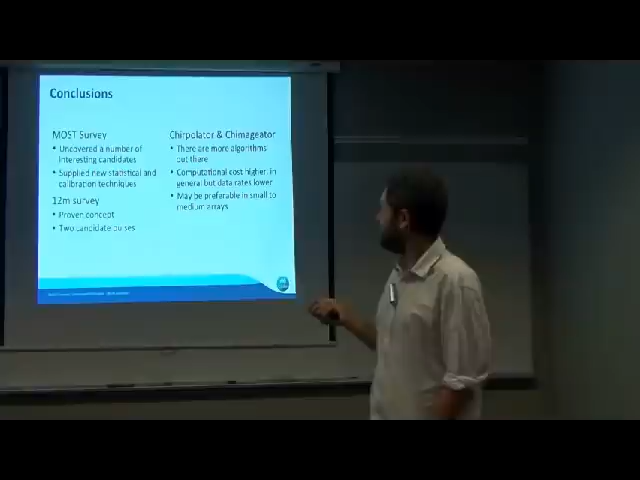 Conclusions
MOST Survey
• Uncovered a number of
interesting candidates
• Supplied new statistical and
calibration techniques
12m survey
• Proven concept
• Two candidate pulses
Chirpolator & Chimageator
• There are more algorithms
out there
• Computational cost higher, in
general but data rates lower
• May be preferable in small to
medium arrays